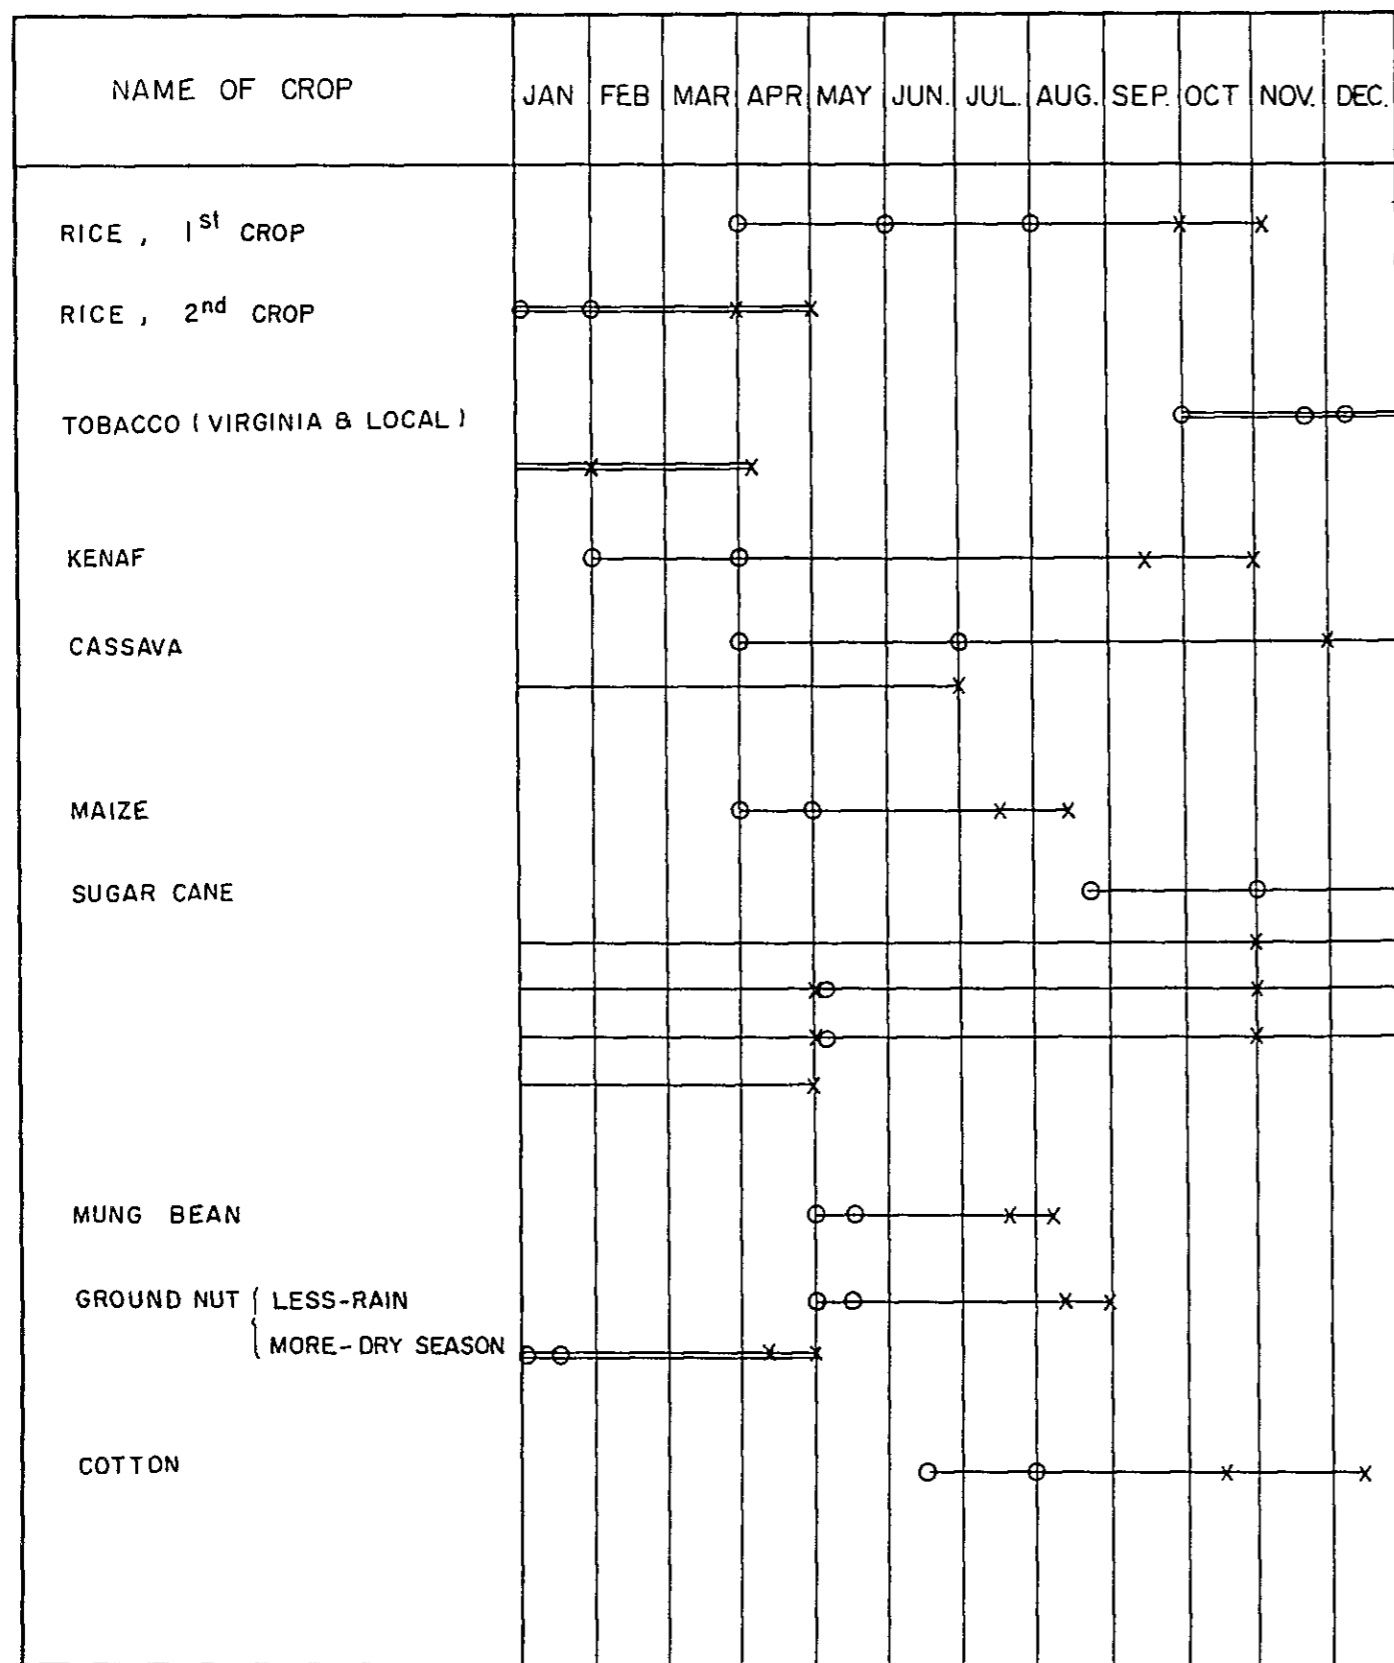 NAME OF CROP JAN FEB MAR APR MAY JUN. JUL. AUG. SEP. OCT NOV. DEC.
RICE , 1st CROP
RICE , 2nd CROP
TOBACCO ( VIRGINIA & LOCAL )
KENAF
CASSAVA
MAIZE
SUGAR CANE
MUNG BEAN
GROUND NUT { LESS-RAIN
MORE-DRY SEASON
COTTON